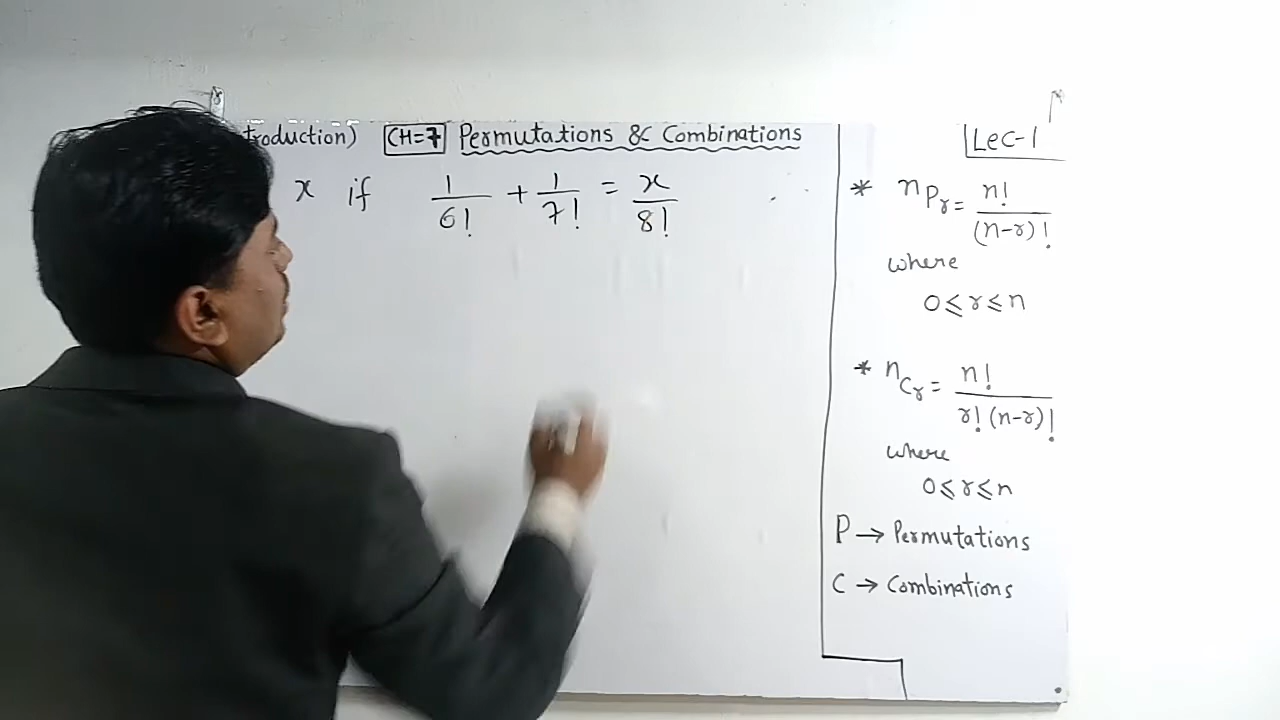 troduction) CH=7 Permutations & Combinations
x if 1/6! + 1/7! = x/8!
Lec-1
* nPr = n!/(n-r)!
where
0≤r≤n
* nCr = n!/r!(n-r)!
where
0≤r≤n
P → Permutations
C → Combinations